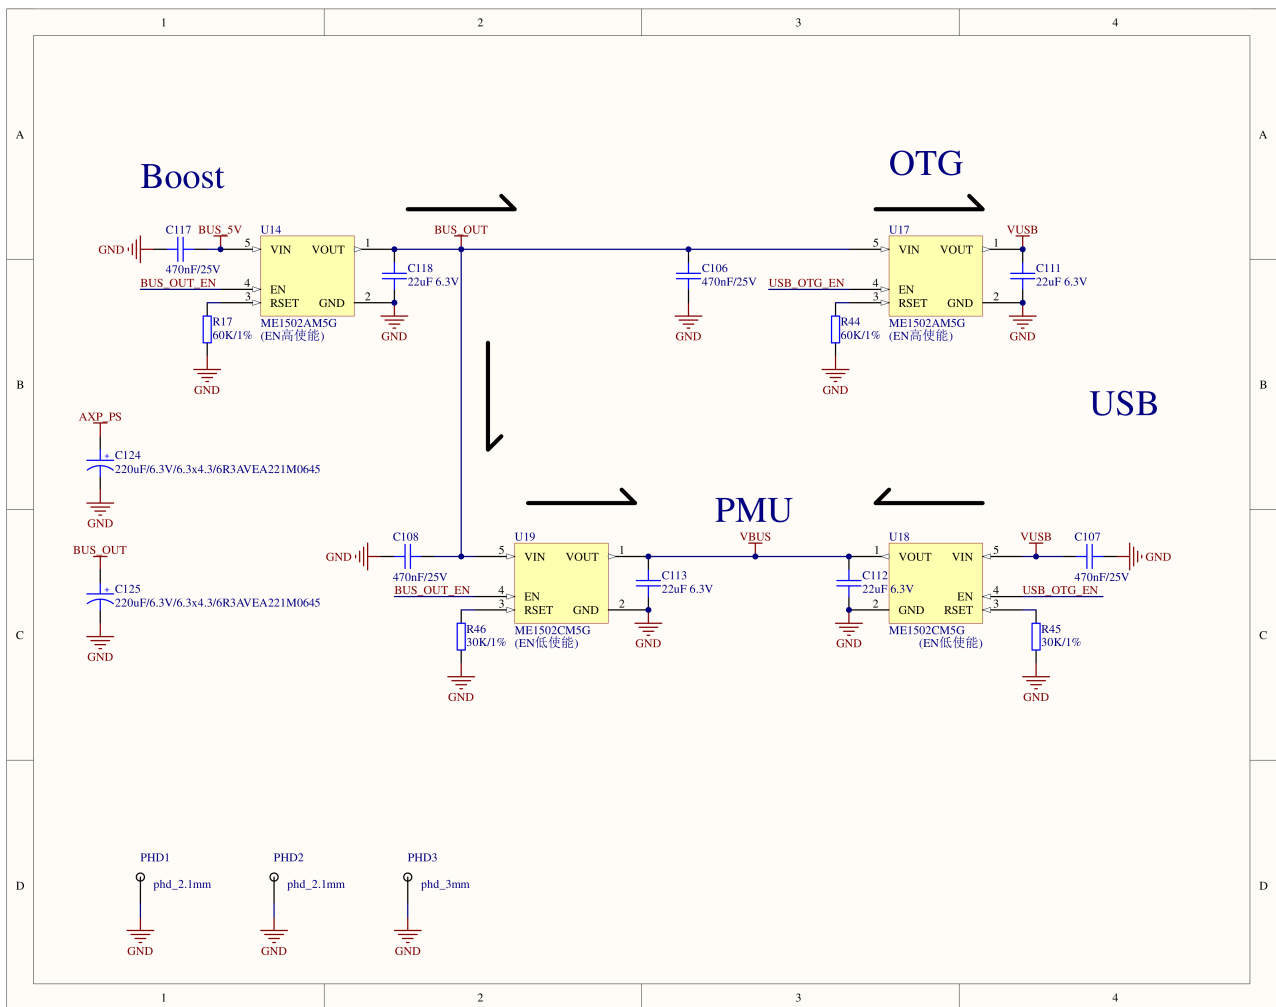 1 2 3 4
A A
Boost
OTG
C117 BUS_5V U14
GND
470nF/25V
5 VIN VOUT 1
BUS_OUT_EN 4 EN
3 RSET GND 2
R17
60K/1%
GND
ME1502AM5G
(EN高使能)
C118
22uF 6.3V
GND
BUS_OUT
C106
470nF/25V
GND
U17
5 VIN VOUT 1
USB_OTG_EN 4 EN
3 RSET GND 2
R44
60K/1%
GND
ME1502AM5G
(EN高使能)
VUSB
C111
22uF 6.3V
GND
B B
USB
AXP_PS
+ C124
220uF/6.3V/6.3x4.3/6R3AVEA221M0645
GND
PMU
BUS_OUT
+ C125
220uF/6.3V/6.3x4.3/6R3AVEA221M0645
GND
C108
GND
470nF/25V
U19
5 VIN VOUT 1
BUS_OUT_EN 4 EN
3 RSET GND 2
R46
30K/1%
GND
ME1502CM5G
(EN低使能)
C113
22uF 6.3V
GND
VBUS
C112
22uF 6.3V
GND
U18
1 VOUT VIN 5
EN 4 USB_OTG_EN
2 GND RSET 3
ME1502CM5G
(EN低使能)
VUSB
C107
470nF/25V
GND
R45
30K/1%
GND
C C
PHD1 PHD2 PHD3
phd_2.1mm phd_2.1mm phd_3mm
GND GND GND
D D
1 2 3 4